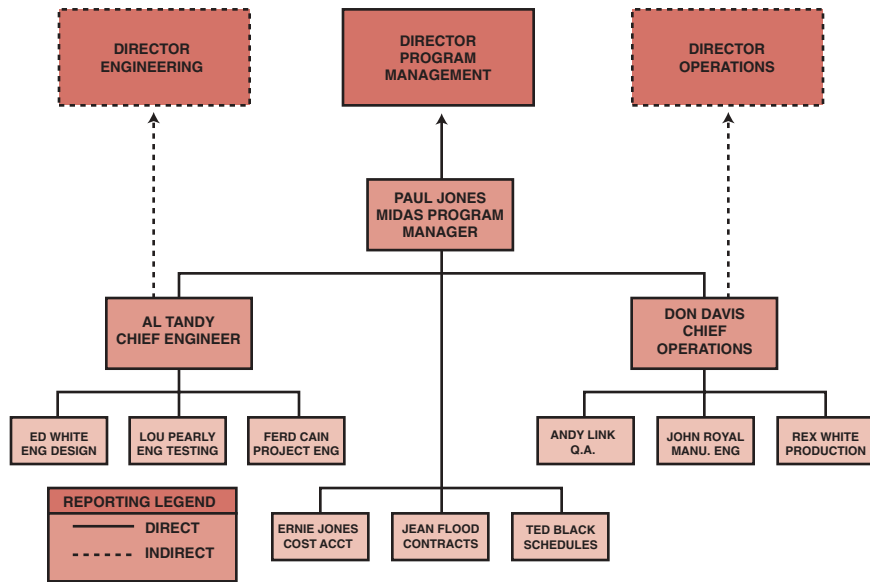 DIRECTOR
ENGINEERING
DIRECTOR
PROGRAM
MANAGEMENT
DIRECTOR
OPERATIONS
PAUL JONES
MIDAS PROGRAM
MANAGER
AL TANDY
CHIEF ENGINEER
DON DAVIS
CHIEF
OPERATIONS
ED WHITE
ENG DESIGN
LOU PEARLY
ENG TESTING
FERD CAIN
PROJECT ENG
ANDY LINK
Q.A.
JOHN ROYAL
MANU. ENG
REX WHITE
PRODUCTION
REPORTING LEGEND
DIRECT
INDIRECT
ERNIE JONES
COST ACCT
JEAN FLOOD
CONTRACTS
TED BLACK
SCHEDULES